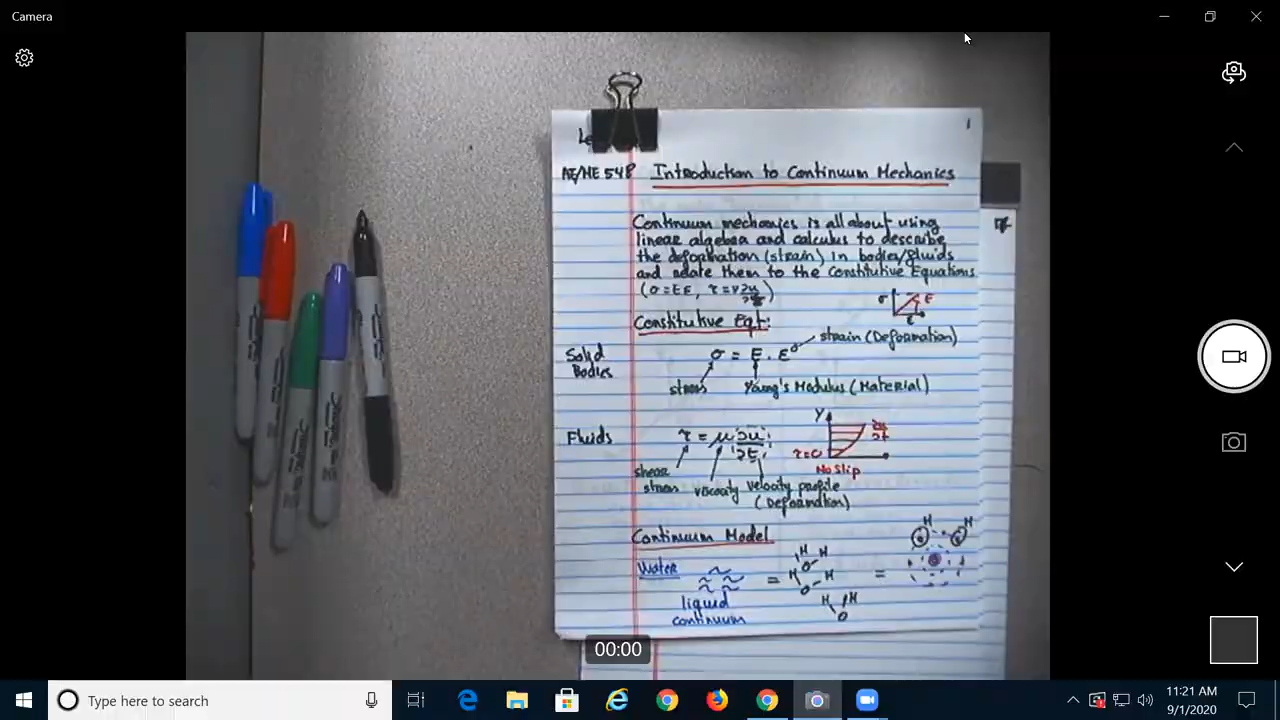 Camera
1
AE/ME 548 Introduction to Continuum Mechanics
Continuum mechanics is all about using
linear algebra and calculus to describe
the deformation (strain) in bodies/fluids
and relate them to the Constitutive Equations
Constitutive Eqt:
σ E
ε
strain (Deformation)
Solid
Bodies
σ = E . ε
stress Young's Modulus (Material)
Fluids
τ = μ ∂u
Y
τ=0
No Slip
shear
stress viscosity velocity profile
(Deformation)
Continuum Model
H H
Water
= H H
O
=
H H
O
liquid H H
continuum O
00:00
Type here to search
11:21 AM
9/1/2020